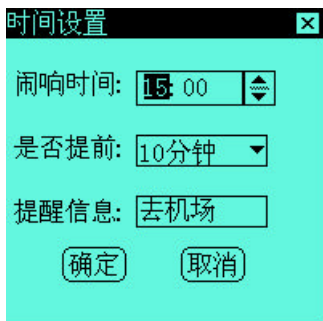 时间设置
闹响时间: 15: 00
是否提前: 10分钟
提醒信息: 去机场
确定 取消